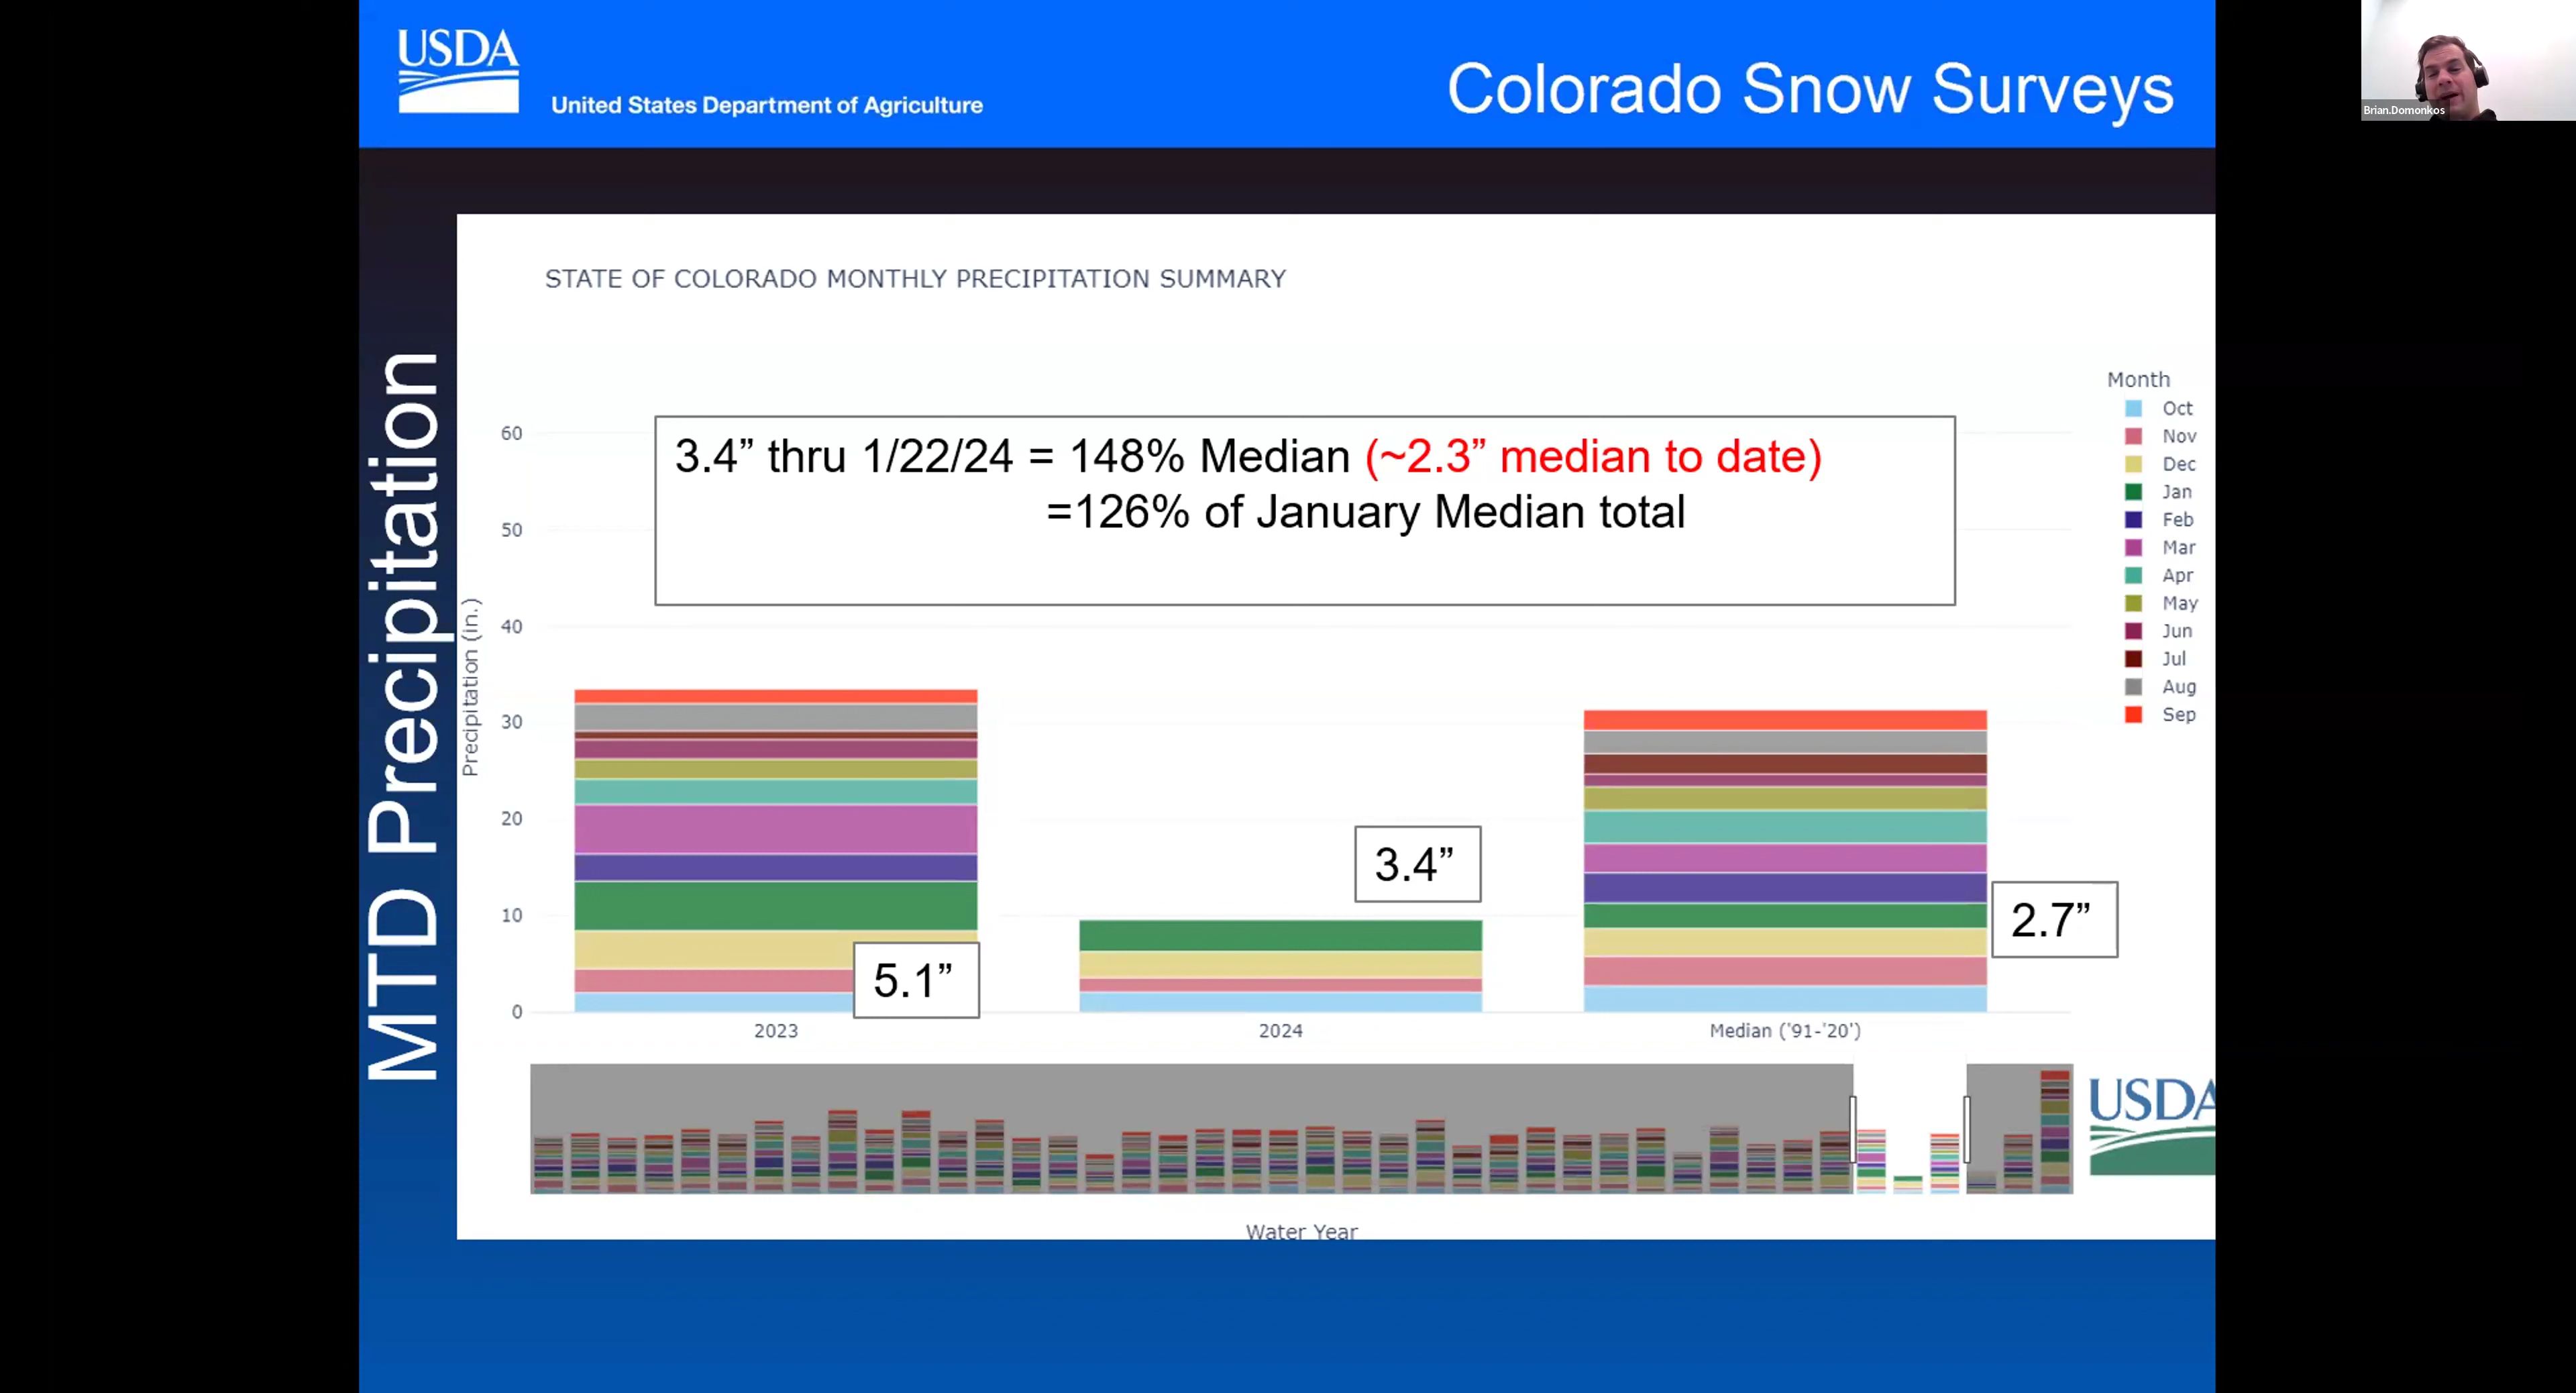 USDA
United States Department of Agriculture
Colorado Snow Surveys
Brian.Domonkos
MTD Precipitation
STATE OF COLORADO MONTHLY PRECIPITATION SUMMARY
3.4” thru 1/22/24 = 148% Median (~2.3” median to date)
=126% of January Median total
Month
Oct
Nov
Dec
Jan
Feb
Mar
Apr
May
Jun
Jul
Aug
Sep
Precipitation (in.)
60
50
40
30
20
10
0
5.1”
3.4”
2.7”
2023
2024
Median ('91-'20')
USDA
Water Year